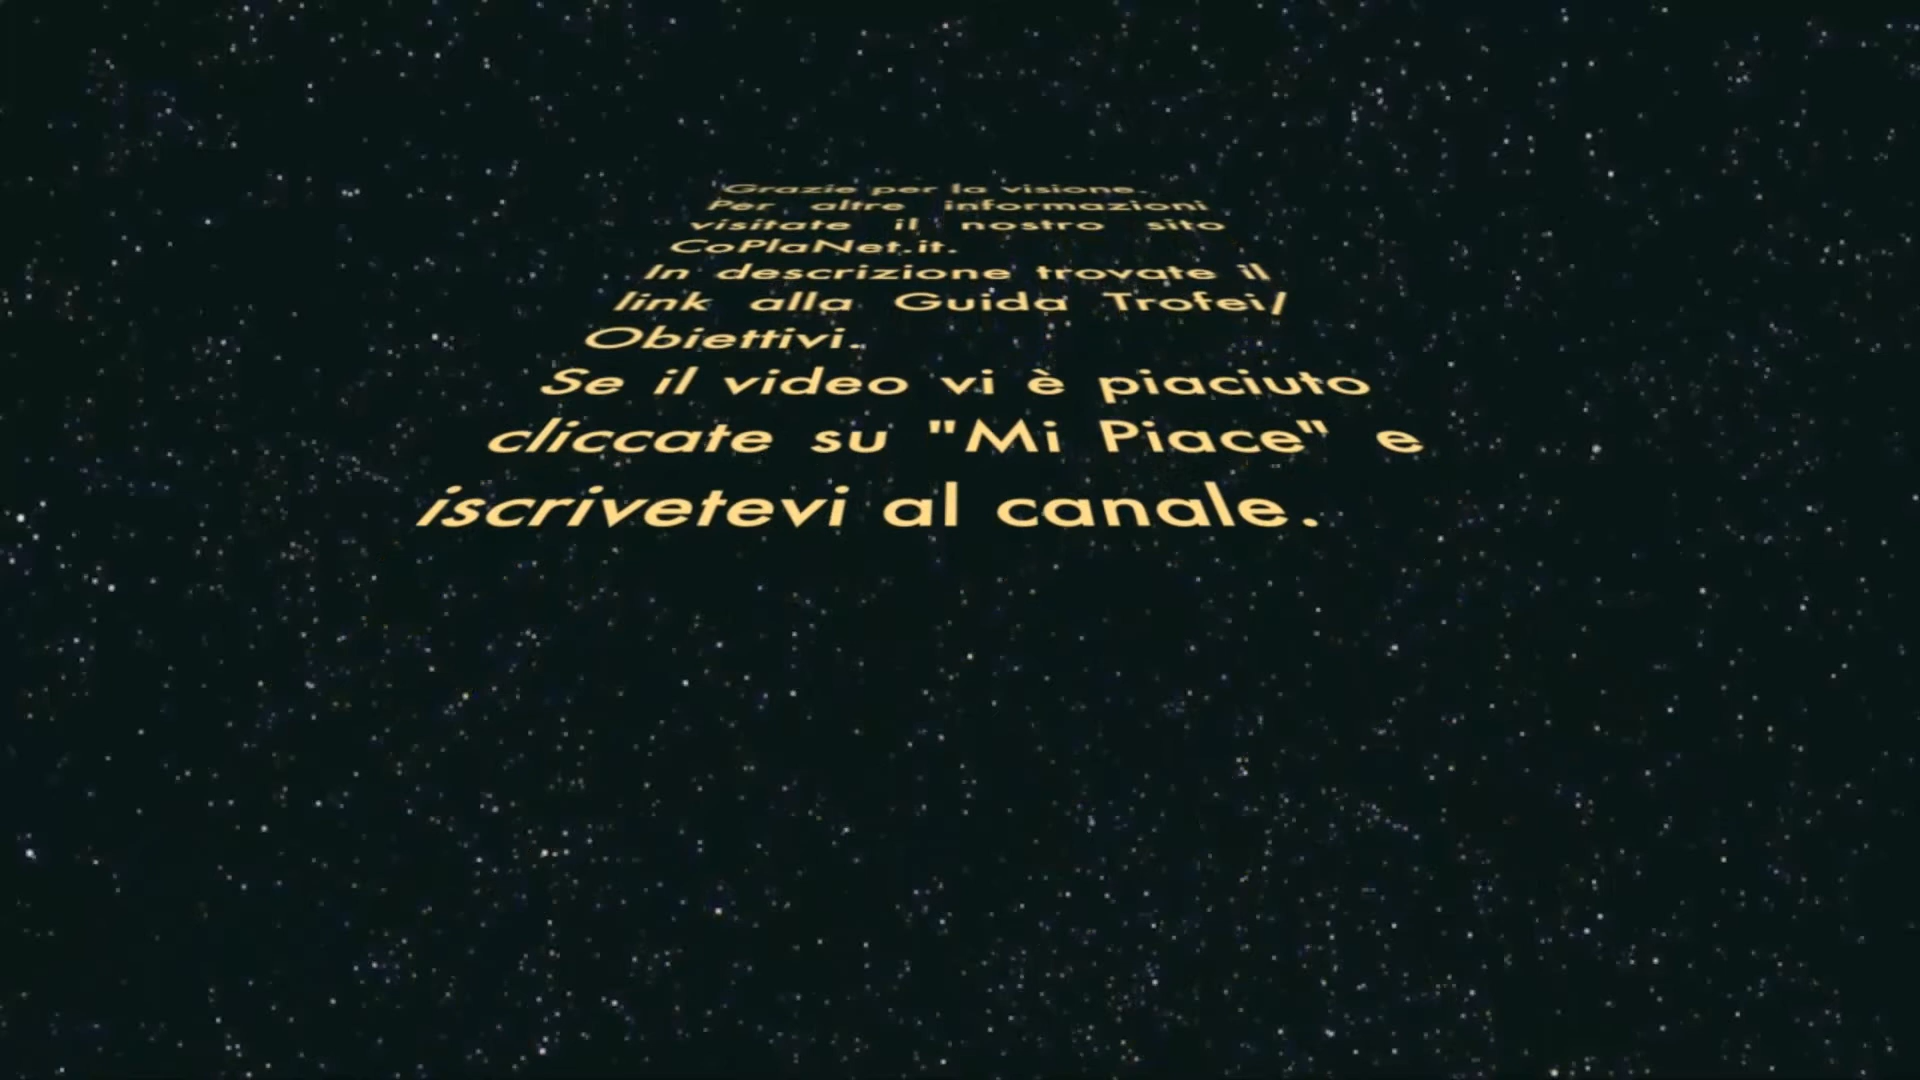 Grazie per la visione.
Per altre informazioni
visitate il nostro sito
CoPlaNet.it.
In descrizione trovate il
link alla Guida Trofei/
Obiettivi.
Se il video vi è piaciuto
cliccate su "Mi Piace" e
iscrivetevi al canale.